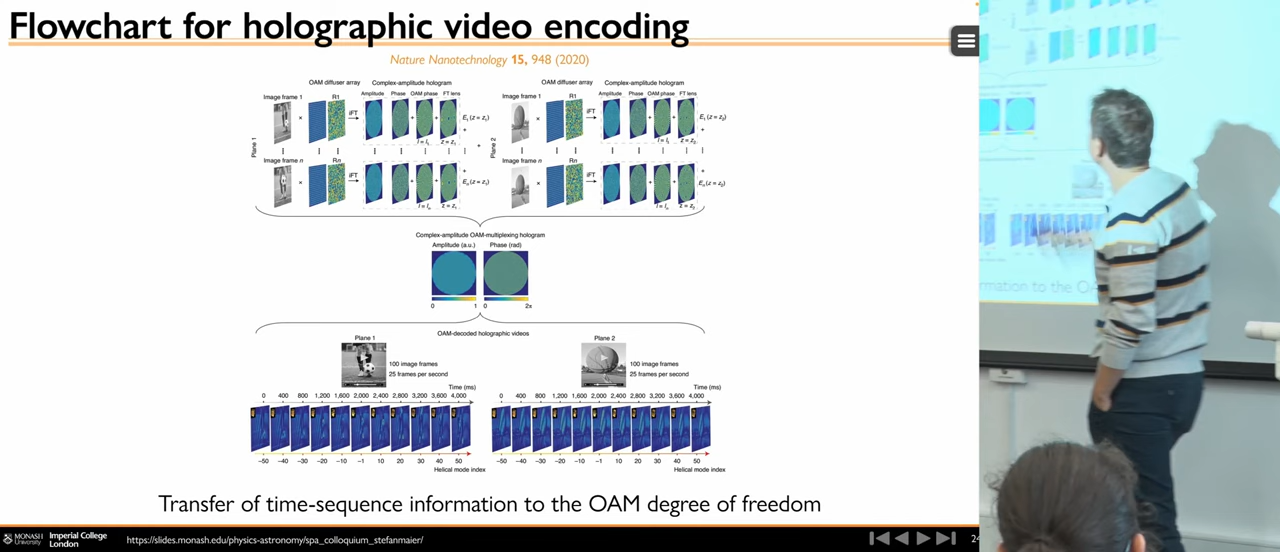 Flowchart for holographic video encoding
Nature Nanotechnology 15, 948 (2020)
OAM diffuser array
Complex-amplitude hologram
OAM diffuser array
Complex-amplitude hologram
Image frame 1
R1
Amplitude Phase OAM phase FT lens
Image frame 1
R1
Amplitude Phase OAM phase FT lens
× iFT + + +
× iFT + + +
Plane 1
Plane 2
Image frame n
Rn
Image frame n
Rn
× iFT + + +
× iFT + + +
Complex-amplitude OAM-multiplexing hologram
Amplitude (a.u.) Phase (rad)
0 1 0 2π
OAM-decoded holographic videos
Plane 1
Plane 2
100 image frames
25 frames per second
100 image frames
25 frames per second
Time (ms)
Time (ms)
0 400 800 1,200 1,600 2,000 2,400 2,800 3,200 3,600 4,000
0 400 800 1,200 1,600 2,000 2,400 2,800 3,200 3,600 4,000
−50 −40 −30 −20 −10 −1 10 20 30 40 50
−50 −40 −30 −20 −10 −1 10 20 30 40 50
Helical mode index
Helical mode index
Transfer of time-sequence information to the OAM degree of freedom
MONASH University
Imperial College London
https://slides.monash.edu/physics-astronomy/spa_colloquium_stefanmaier/